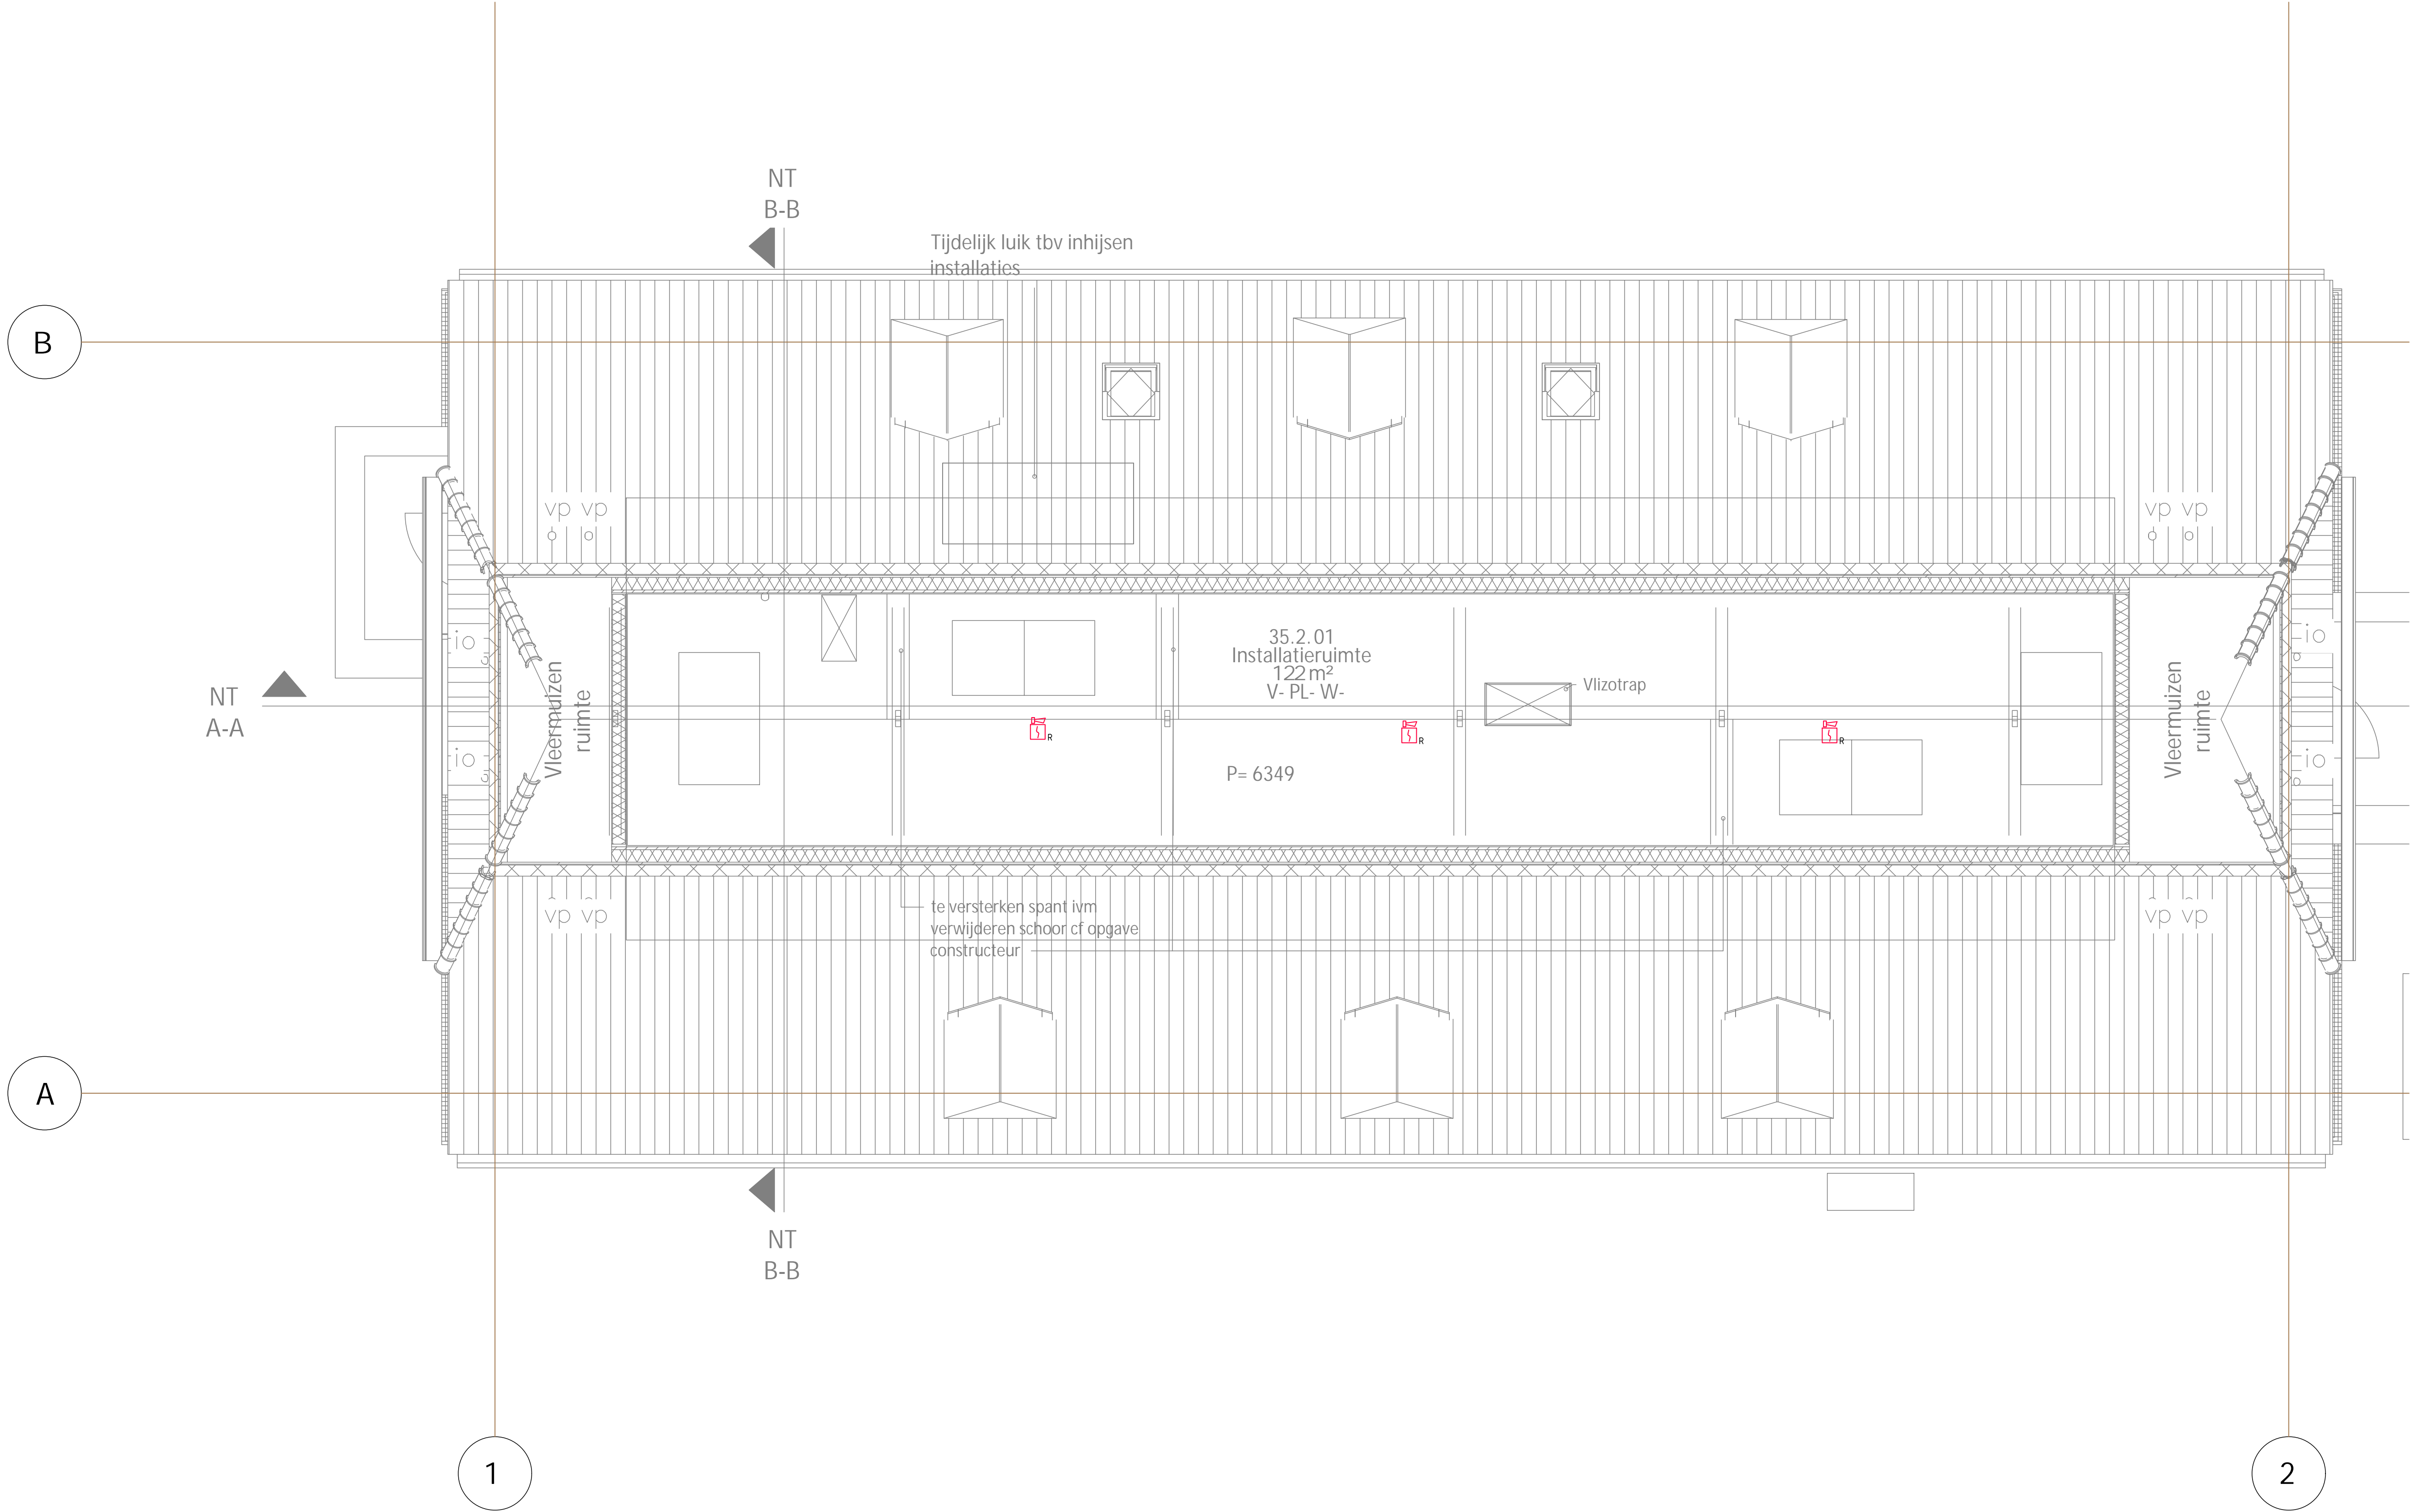 NT
B-B
Tijdelijk luik tbv inhijsen
installaties
B
vp vp
vp vp
35.2.01
Installatieruimte
122 m²
V- PL- W-
io
io
Vlizotrap
NT
A-A
Vleermuizen
ruimte
Vleermuizen
ruimte
R
R
R
io
io
P= 6349
te versterken spant ivm
verwijderen schoor cf opgave
constructeur
vp vp
vp vp
A
NT
B-B
1
2